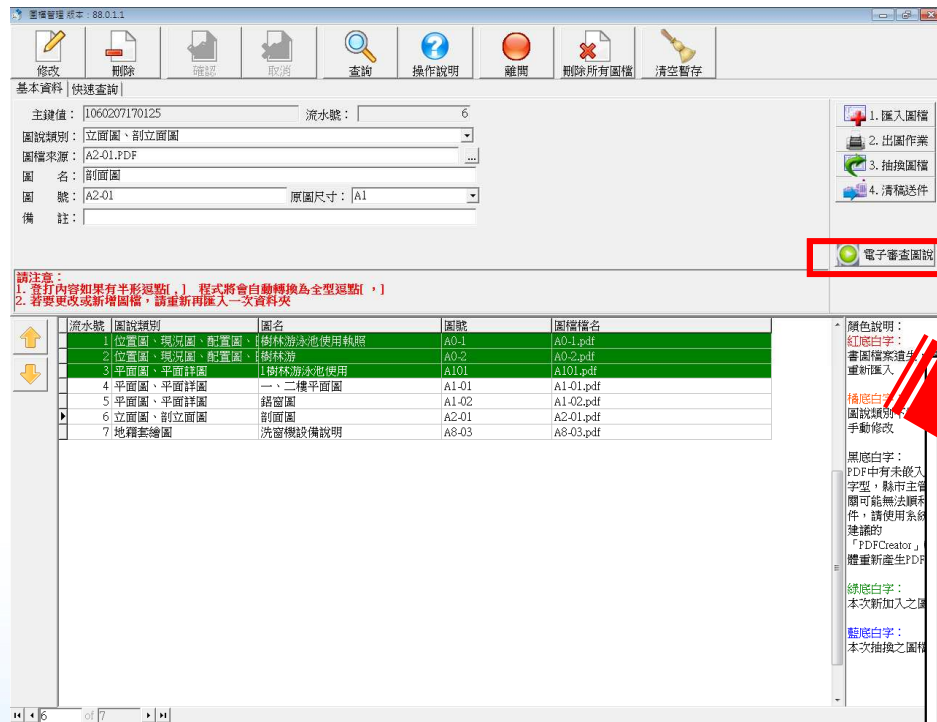 圖檔管理 版本：88.0.1.1
修改 刪除 確認 取消 查詢 操作說明 離開 刪除所有圖檔 清空暫存
基本資料 快速查詢
主鍵值： 1060207170125 流水號： 6
圖說類別： 立面圖、剖立面圖
圖檔來源： A2-01.PDF ...
圖 名： 剖面圖
圖 號： A2-01 原圖尺寸： A1
備 註：
1. 匯入圖檔
2. 出圖作業
3. 抽換圖檔
4. 清稿送件
電子審查圖說
請注意：
1. 登打內容如果有半形逗點[ , ] 程式將會自動轉換為全型逗點[ ，]
2. 若要更改或新增圖檔，請重新再匯入一次資料夾
流水號 圖說類別 圖名 圖號 圖檔檔名
1 位置圖、現況圖、配置圖、 樹林游泳池使用執照 A0-1 A0-1.pdf
2 位置圖、現況圖、配置圖、 樹林游 A0-2 A0-2.pdf
3 平面圖、平面詳圖 1樹林游泳池使用 A101 A101.pdf
4 平面圖、平面詳圖 一、二樓平面圖 A1-01 A1-01.pdf
5 平面圖、平面詳圖 鋁窗圖 A1-02 A1-02.pdf
6 立面圖、剖立面圖 剖面圖 A2-01 A2-01.pdf
7 地籍套繪圖 洗窗機設備說明 A8-03 A8-03.pdf
顏色說明：
紅底白字：
書圖檔案遺失
重新匯入
橘底白字
圖說類別不
手動修改
黑底白字：
PDF中有未嵌入
字型，縣市主管
關可能無法順利
件，請使用系統
建議的
「PDFCreator」
體重新產生PDF
綠底白字：
本次新加入之圖
藍底白字：
本次抽換之圖檔
6 of 7